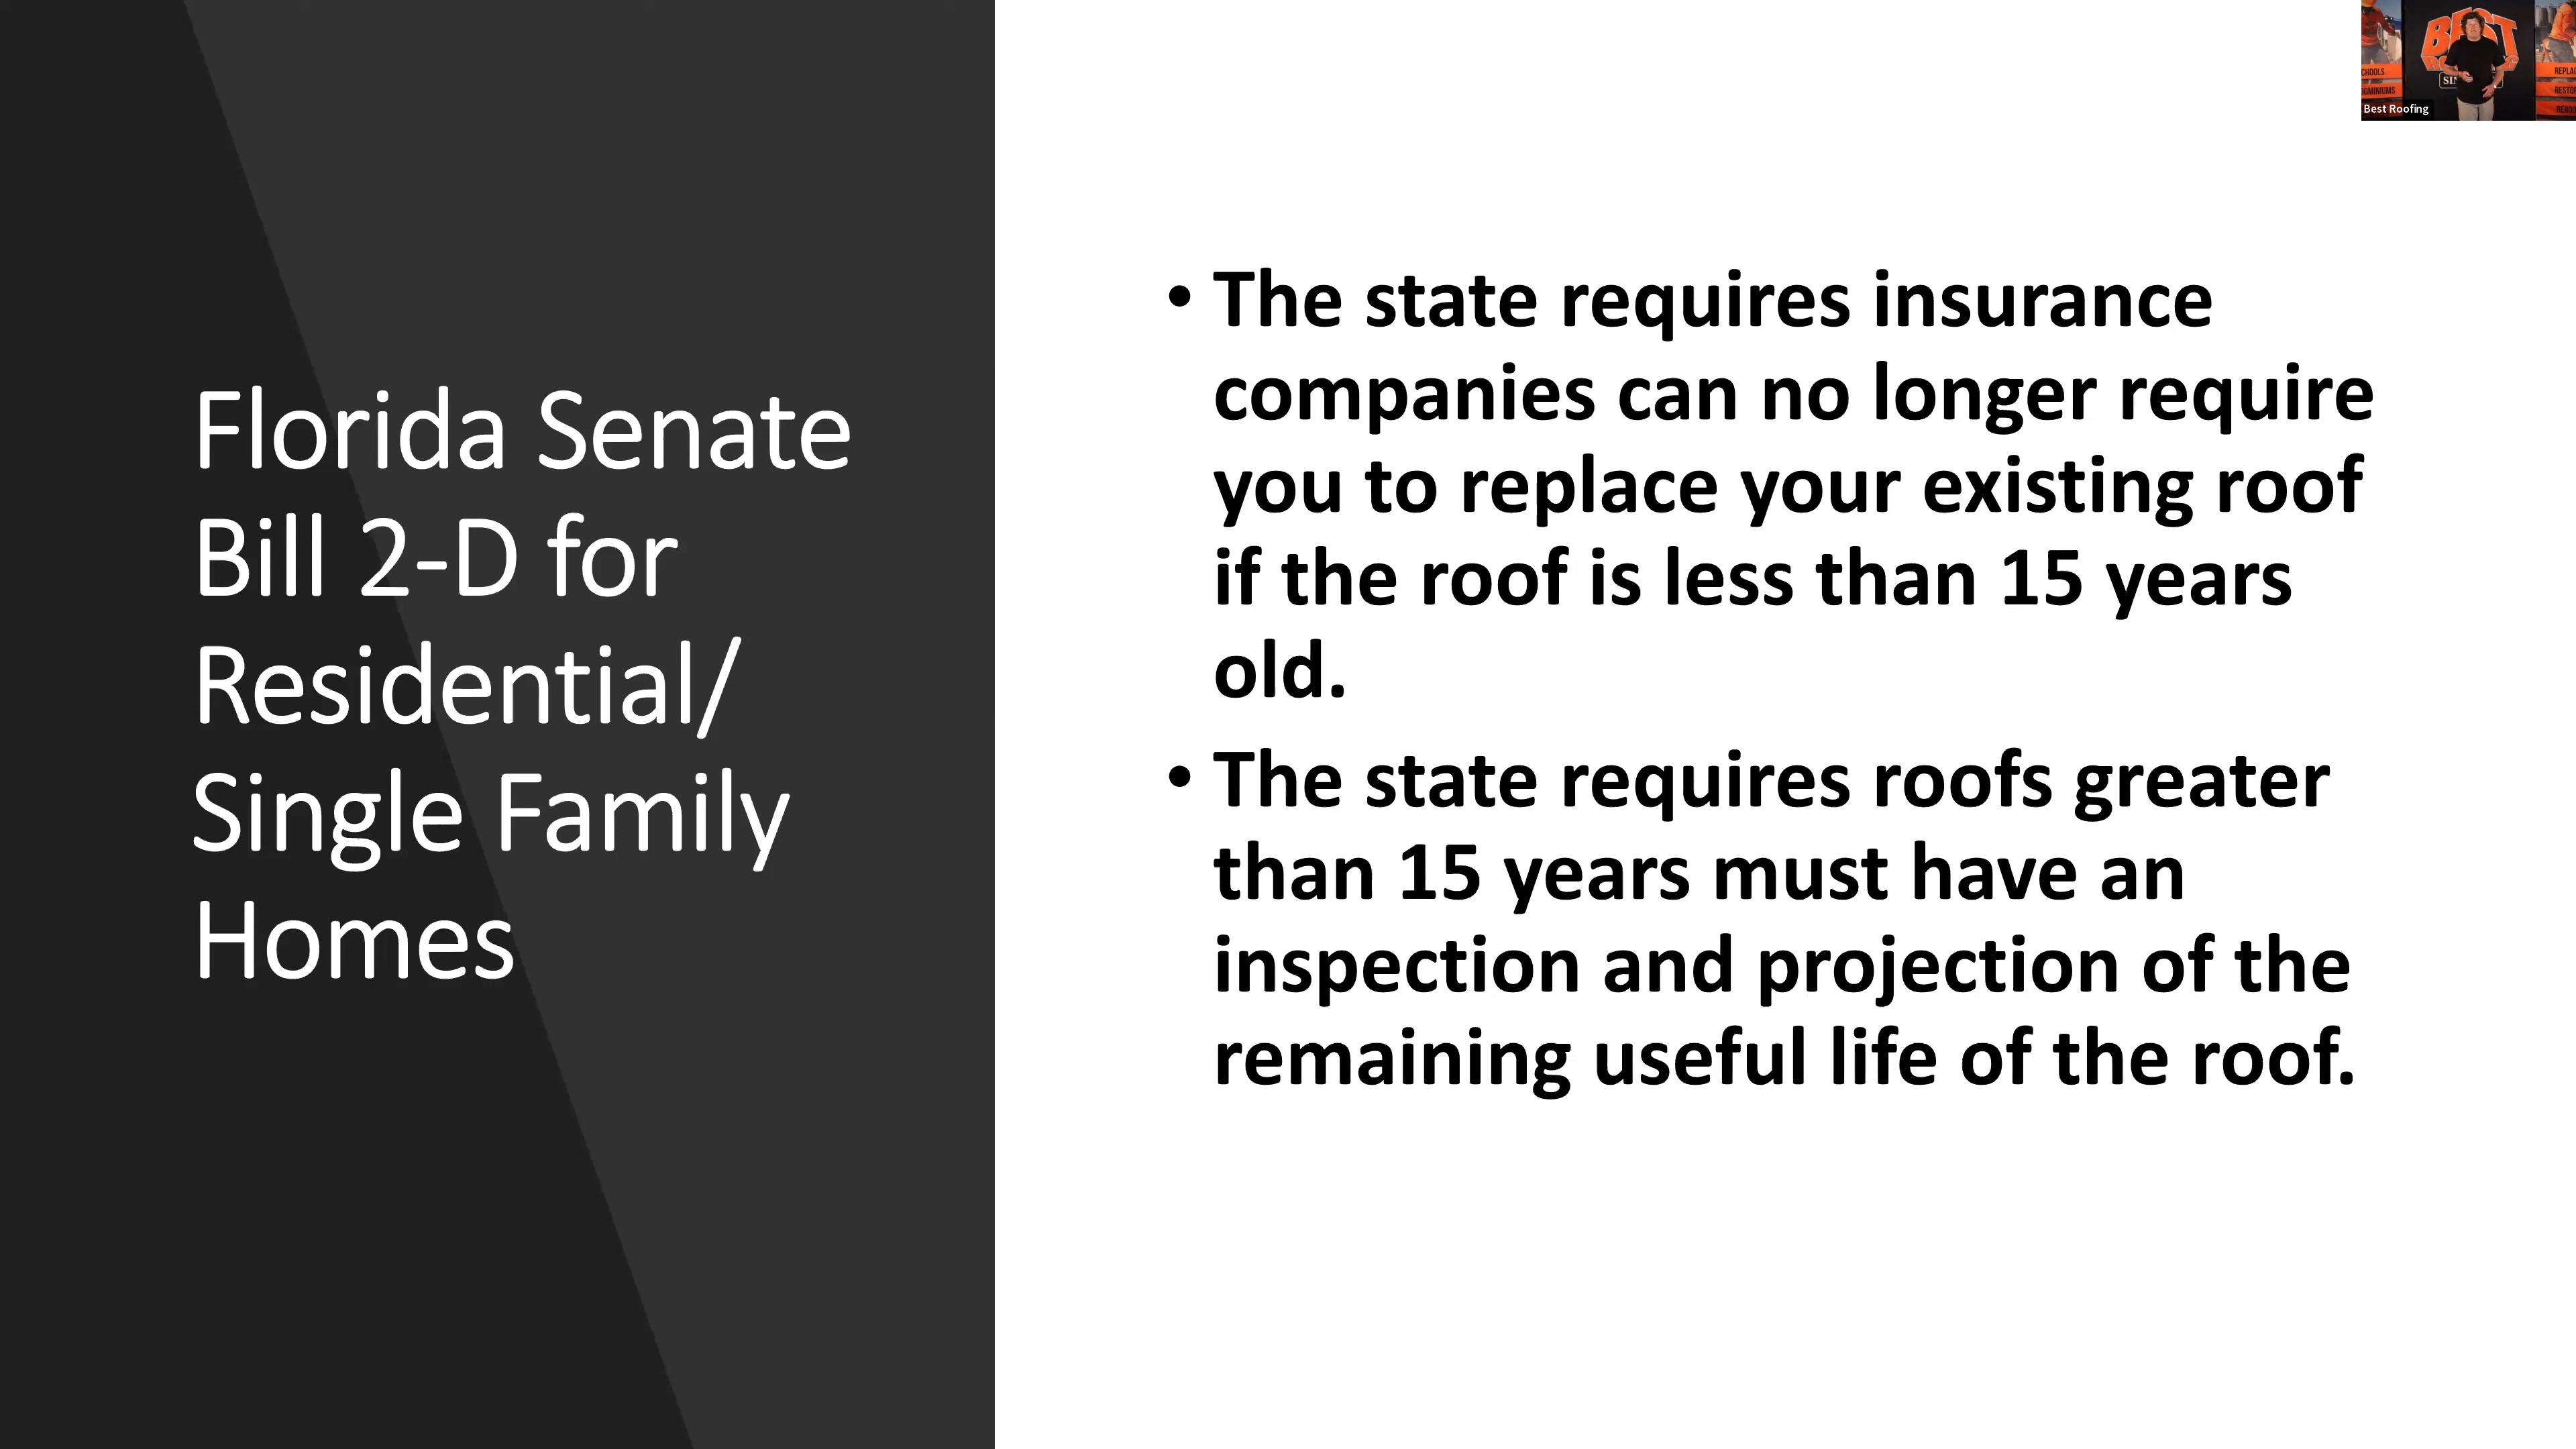 Florida Senate
Bill 2-D for
Residential/
Single Family
Homes
• The state requires insurance
companies can no longer require
you to replace your existing roof
if the roof is less than 15 years
old.
• The state requires roofs greater
than 15 years must have an
inspection and projection of the
remaining useful life of the roof.
BEST
Best Roofing